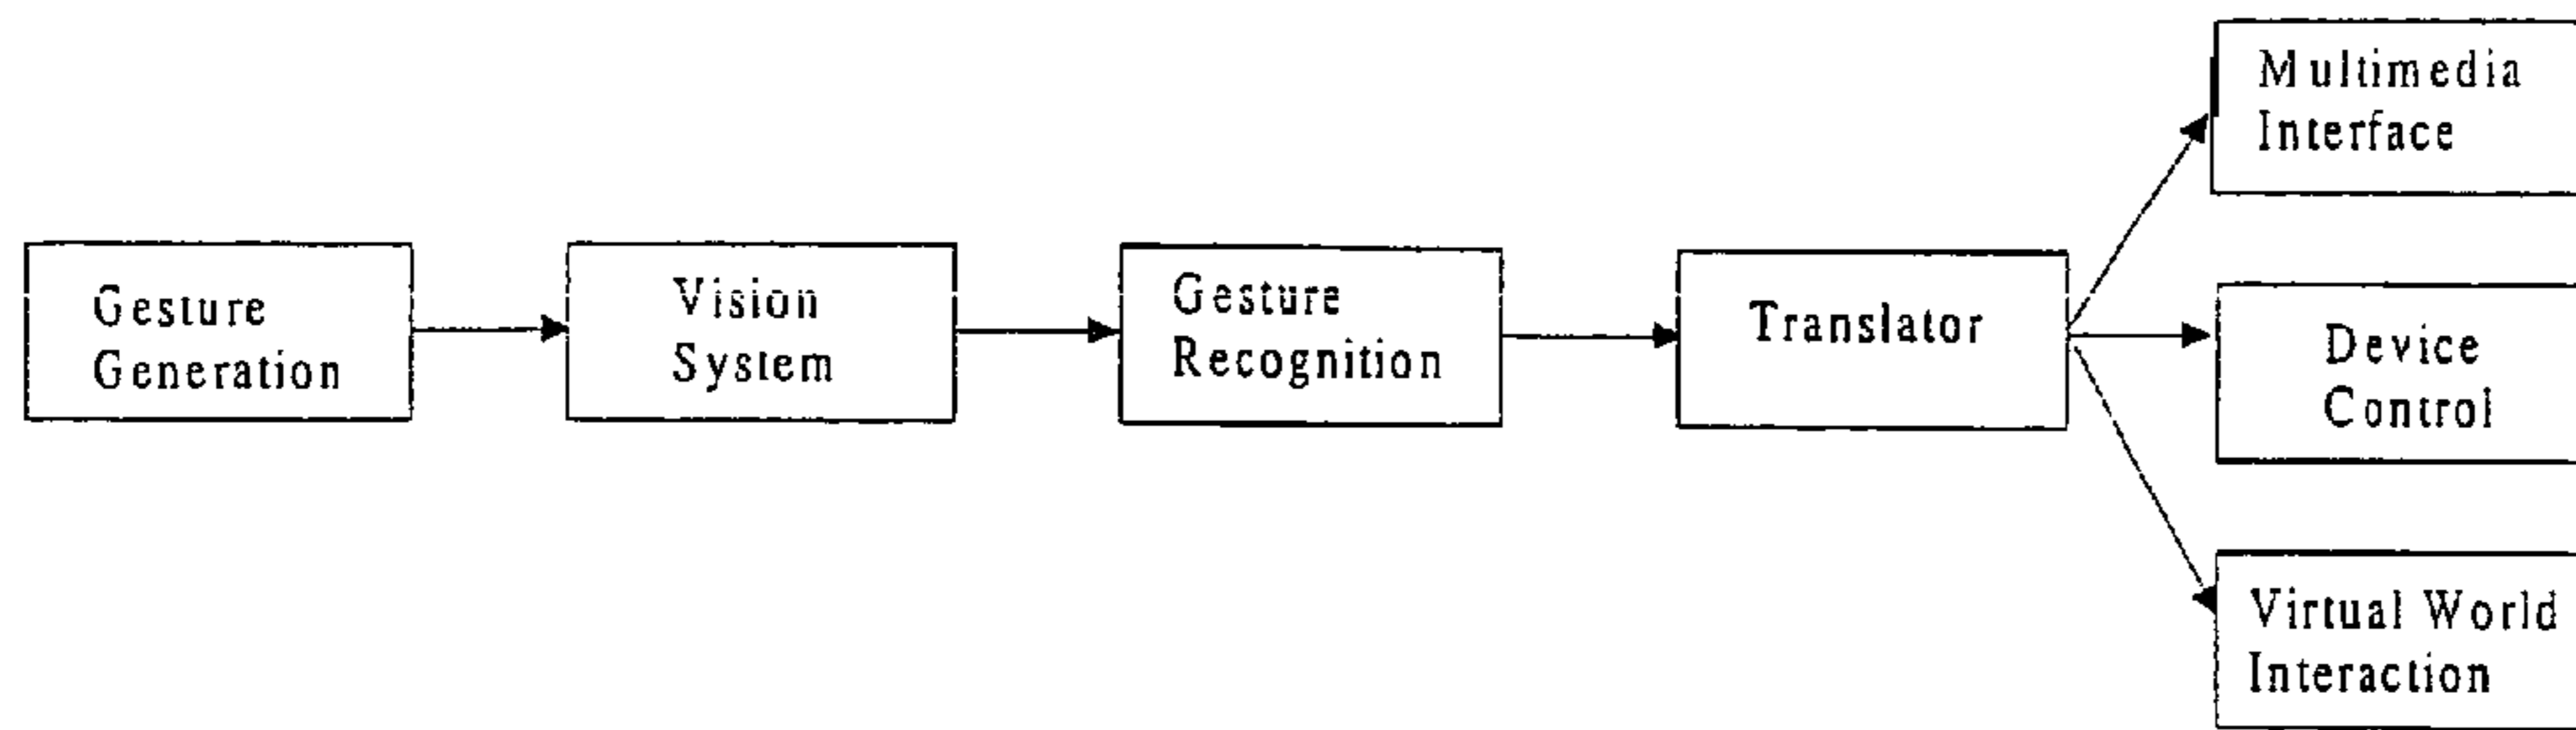 Gesture
Generation
Vision
System
Gesture
Recognition
Translator
Multimedia
Interface
Device
Control
Virtual World
Interaction